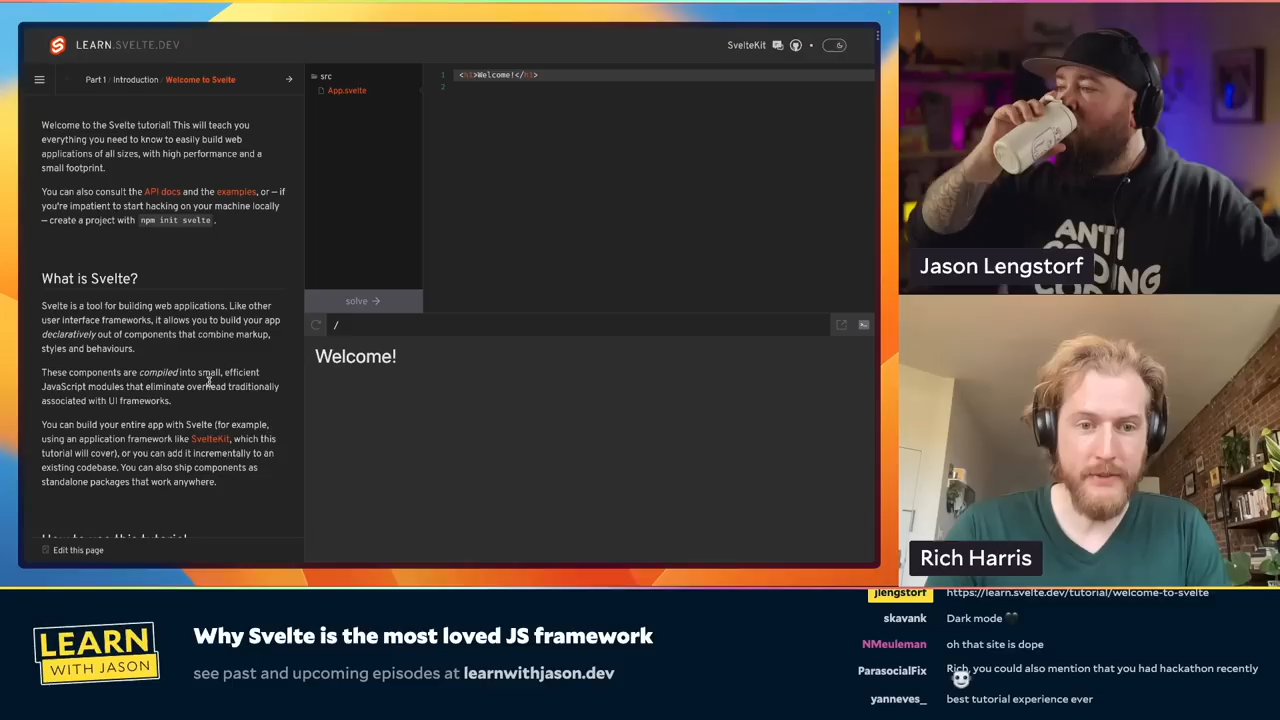 LEARN.SVELTE.DEV
SvelteKit
Part 1 / Introduction / Welcome to Svelte
Welcome to the Svelte tutorial! This will teach you
everything you need to know to easily build web
applications of all sizes, with high performance and a
small footprint.
You can also consult the API docs and the examples, or — if
you're impatient to start hacking on your machine locally
— create a project with npm init svelte.
What is Svelte?
Svelte is a tool for building web applications. Like other
user interface frameworks, it allows you to build your app
declaratively out of components that combine markup,
styles and behaviours.
These components are compiled into small, efficient
JavaScript modules that eliminate overhead traditionally
associated with UI frameworks.
You can build your entire app with Svelte (for example,
using an application framework like SvelteKit, which this
tutorial will cover), or you can add it incrementally to an
existing codebase. You can also ship components as
standalone packages that work anywhere.
How to use this tutorial
Edit this page
src
App.svelte
solve →
1 <h1>Welcome!</h1>
2
/
Welcome!
ANTI
CODING
Jason Lengstorf
Rich Harris
LEARN
WITH JASON
Why Svelte is the most loved JS framework
see past and upcoming episodes at learnwithjason.dev
jlengstorf https://learn.svelte.dev/tutorial/welcome-to-svelte
skavank Dark mode 🖤
NMeuleman oh that site is dope
ParasocialFix Rich, you could also mention that you had hackathon recently
yanneves_ best tutorial experience ever